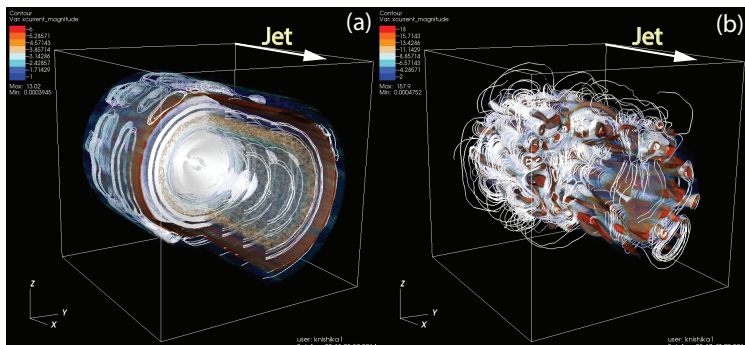 Contour
Var: xcurrent_magnitude
6
5.28571
4.57143
3.85714
3.14286
2.42857
1.71429
1
Max: 13.02
Min: 0.0003945
Jet
(a)
Z
Y
X
user: knishika1
Contour
Var: xcurrent_magnitude
18
15.7143
13.4286
11.1429
8.85714
6.57143
4.28571
2
Max: 157.9
Min: 0.0004752
Jet
(b)
Z
Y
X
user: knishika1